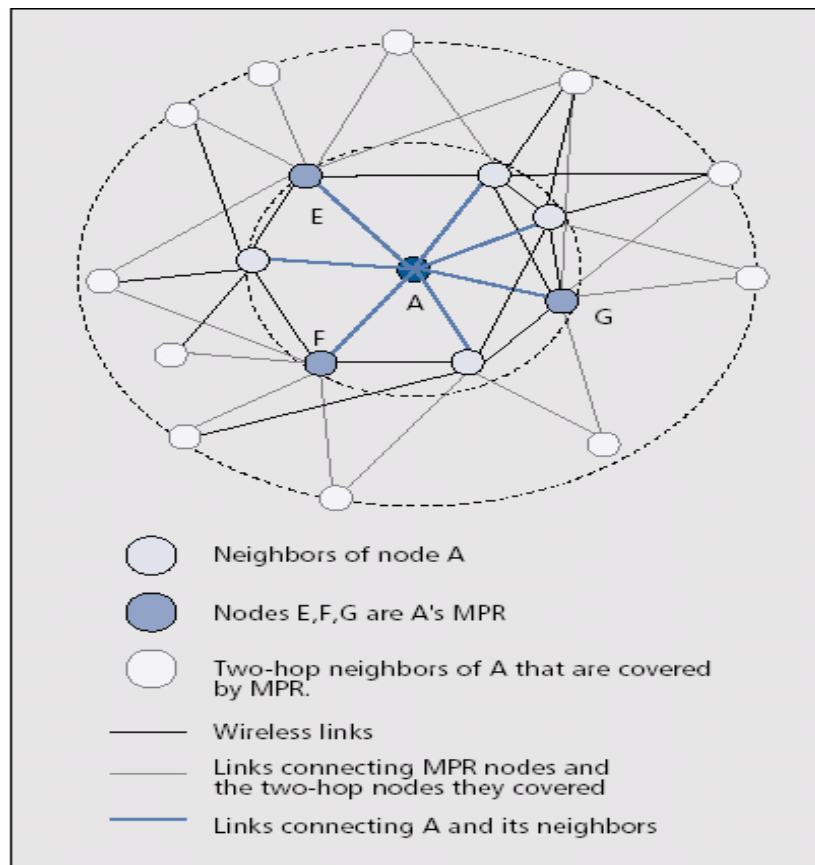 E
A
G
F
Neighbors of node A
Nodes E,F,G are A's MPR
Two-hop neighbors of A that are covered
by MPR.
Wireless links
Links connecting MPR nodes and
the two-hop nodes they covered
Links connecting A and its neighbors